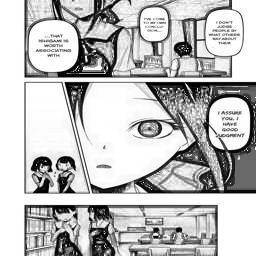 I DON'T
JUDGE
PEOPLE BY
WHAT OTHERS
SAY ABOUT
THEM
I'VE COME
TO MY OWN
CONCLU-
SION...
...THAT
ISHIGAMI IS
WORTH
ASSOCIATING
WITH
I ASSURE
YOU, I
HAVE
GOOD
JUDGMENT